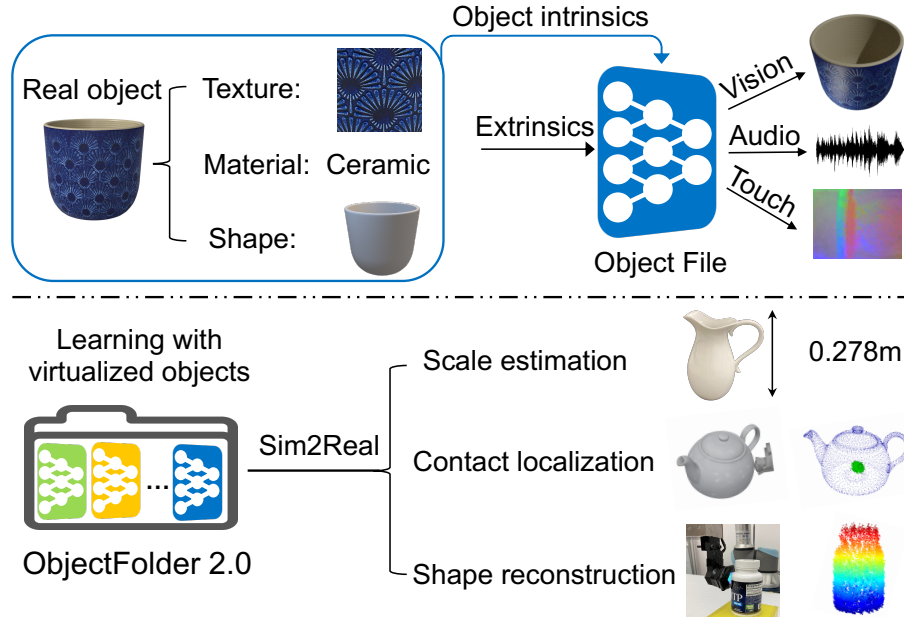 Object intrinsics
Real object
Texture:
Material: Ceramic
Shape:
Extrinsics
Vision
Audio
Touch
Object File
Learning with
virtualized objects
...
ObjectFolder 2.0
Sim2Real
Scale estimation
0.278m
Contact localization
Shape reconstruction
TP